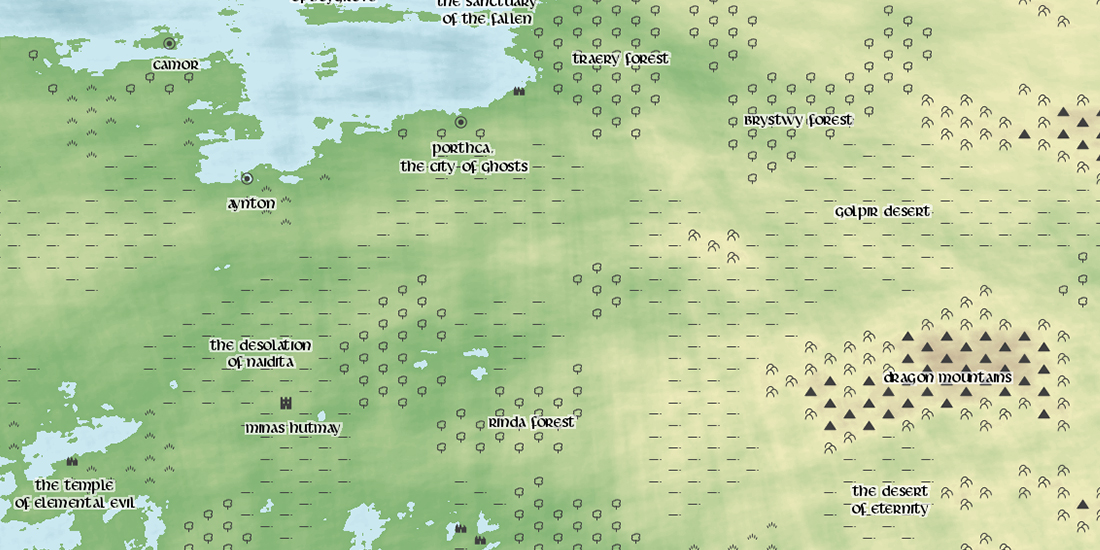 the sanctuary
of the fallen
camor
traery forest
brystwy forest
porthca,
the city of ghosts
aynton
golpir desert
the desolation
of naidita
dragon mountains
rinda forest
minas hutmay
the temple
of elemental evil
the desert
of eternity